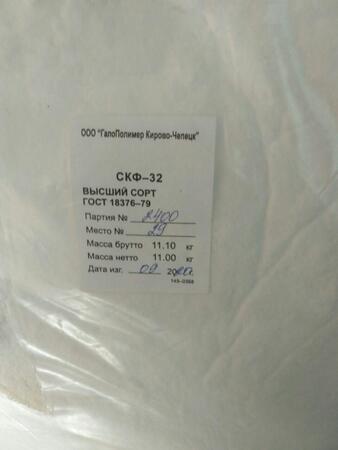 ООО "ГалоПолимер Кирово-Чепецк"
СКФ-32
ВЫСШИЙ СОРТ
ГОСТ 18376-79
Партия № 2400
Место № 29
Масса брутто 11.10 кг
Масса нетто 11.00 кг
Дата изг. 09 20 г.